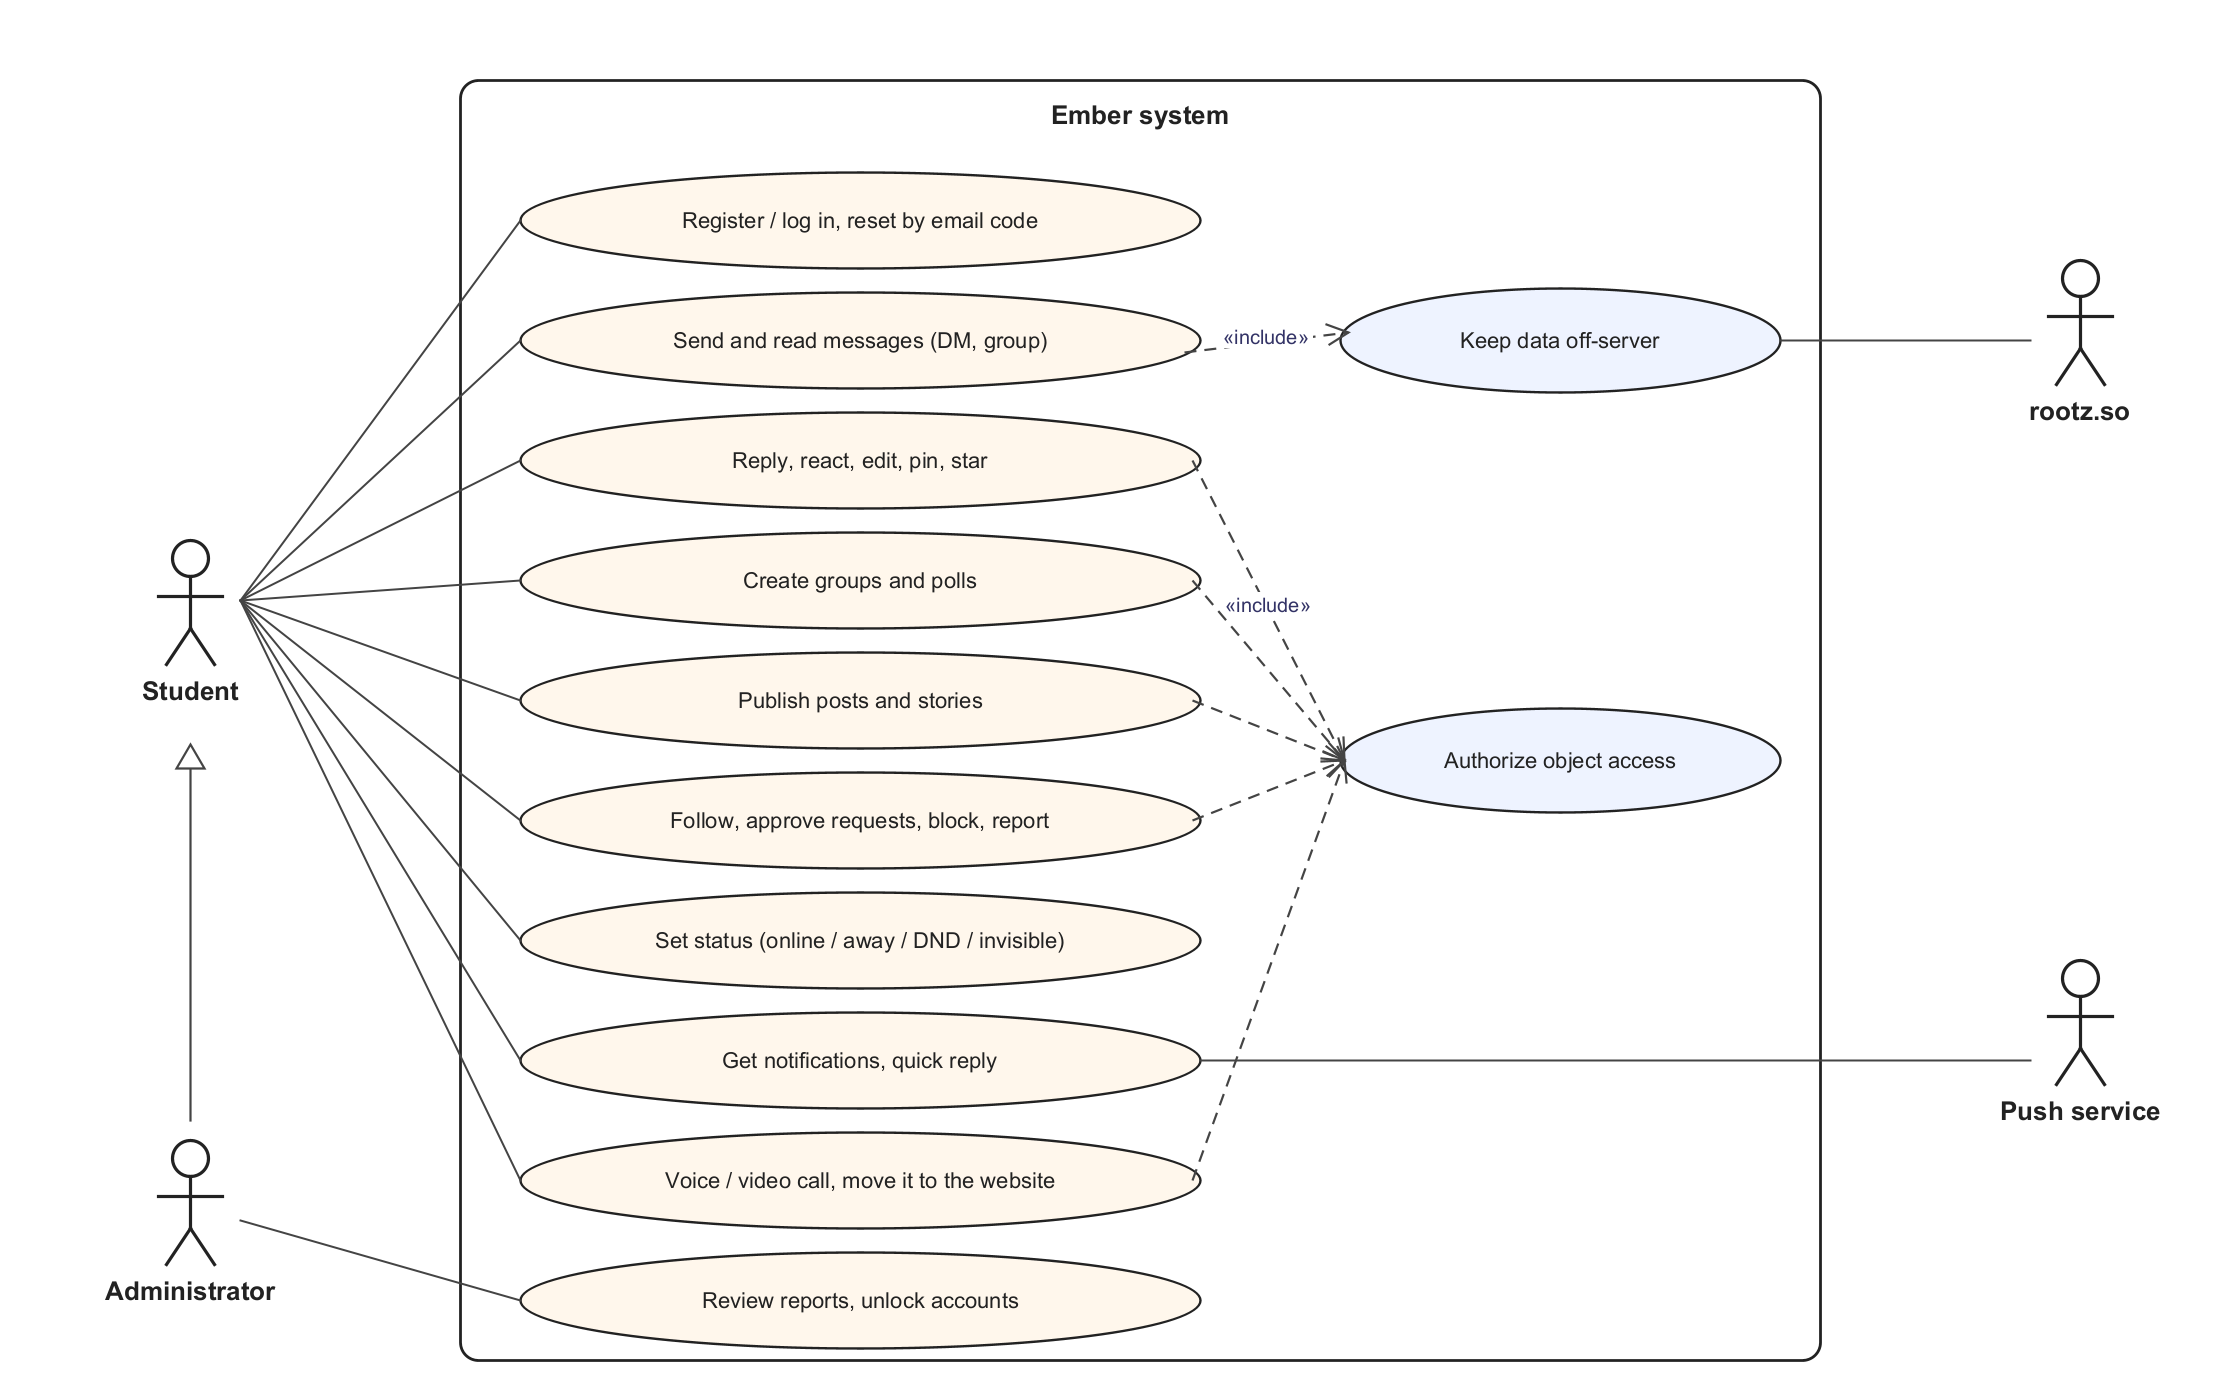 Ember system
Register / log in, reset by email code
Send and read messages (DM, group)
«include»
Keep data off-server
rootz.so
Reply, react, edit, pin, star
Create groups and polls
«include»
Student
Publish posts and stories
Authorize object access
Follow, approve requests, block, report
Set status (online / away / DND / invisible)
Get notifications, quick reply
Push service
Voice / video call, move it to the website
Administrator
Review reports, unlock accounts